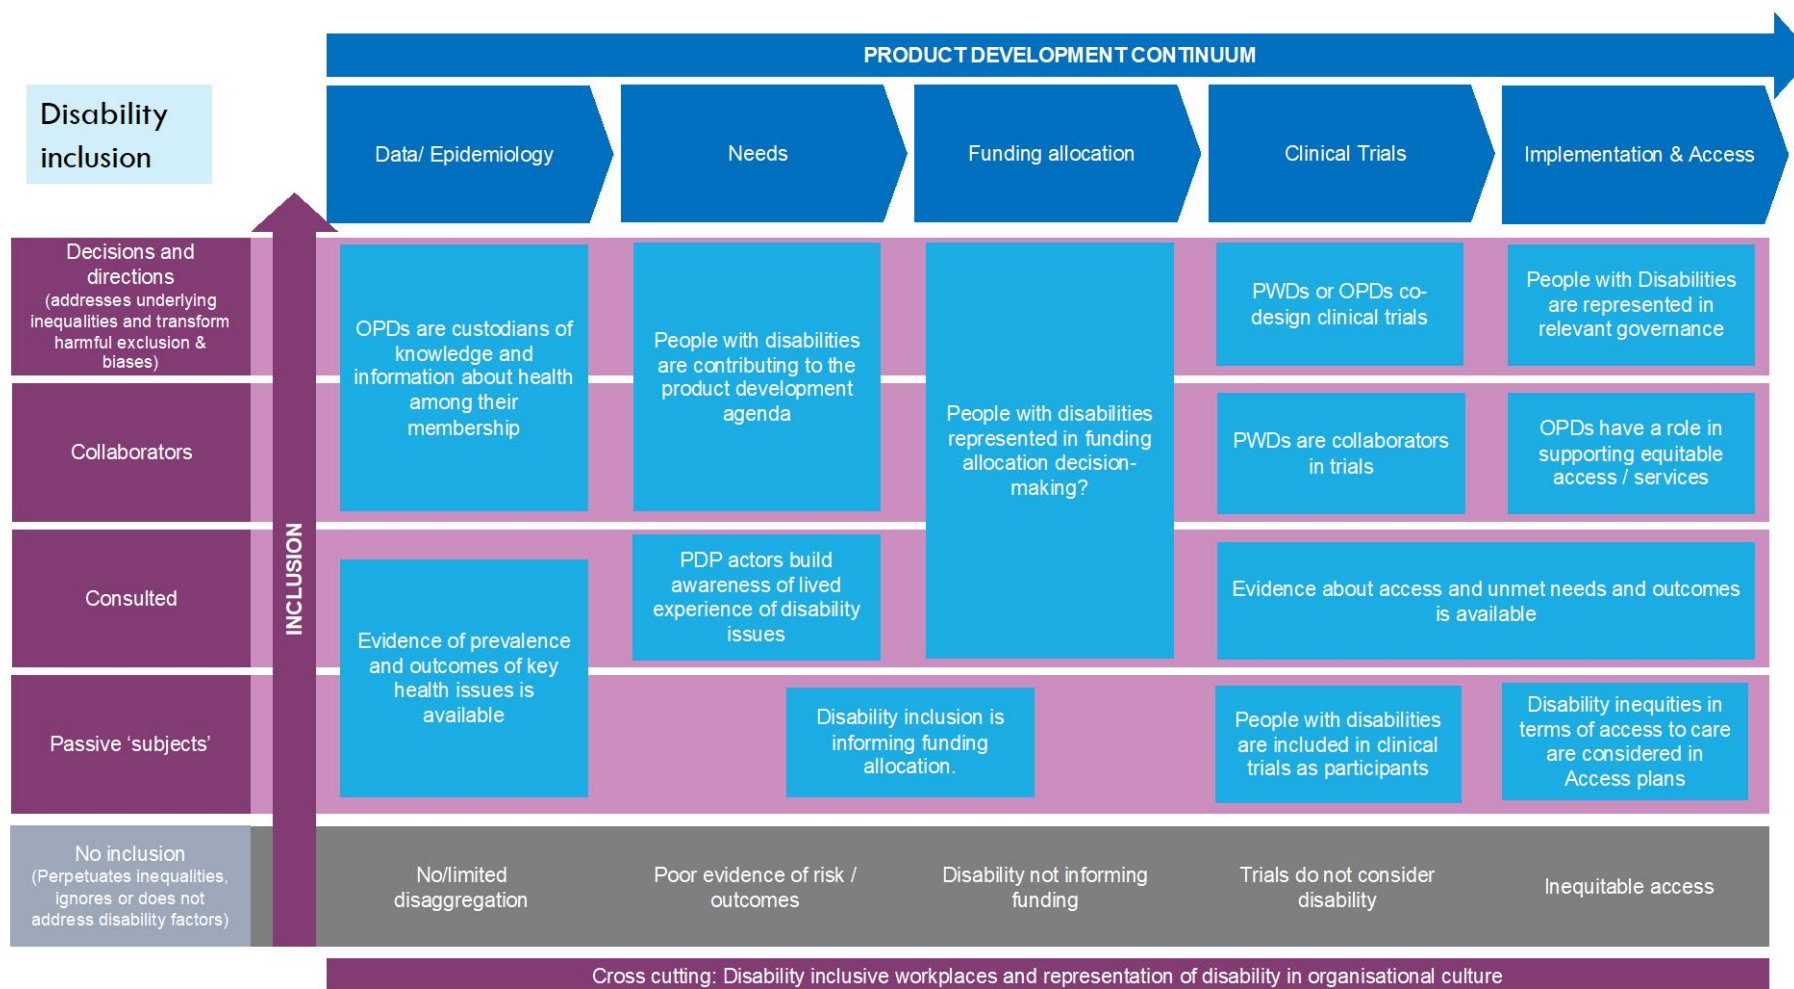 PRODUCT DEVELOPMENT CONTINUUM
Disability
inclusion
Data/ Epidemiology
Needs
Funding allocation
Clinical Trials
Implementation & Access
INCLUSION
Decisions and
directions
(addresses underlying
inequalities and transform
harmful exclusion &
biases)
OPDs are custodians of
knowledge and
information about health
among their
membership
People with disabilities
are contributing to the
product development
agenda
People with disabilities
represented in funding
allocation decision-
making?
PWDs or OPDs co-
design clinical trials
People with Disabilities
are represented in
relevant governance
Collaborators
PWDs are collaborators
in trials
OPDs have a role in
supporting equitable
access / services
Consulted
Evidence of prevalence
and outcomes of key
health issues is
available
PDP actors build
awareness of lived
experience of disability
issues
Evidence about access and unmet needs and outcomes
is available
Passive ‘subjects’
Disability inclusion is
informing funding
allocation.
People with disabilities
are included in clinical
trials as participants
Disability inequities in
terms of access to care
are considered in
Access plans
No inclusion
(Perpetuates inequalities,
ignores or does not
address disability factors)
No/limited
disaggregation
Poor evidence of risk /
outcomes
Disability not informing
funding
Trials do not consider
disability
Inequitable access
Cross cutting: Disability inclusive workplaces and representation of disability in organisational culture